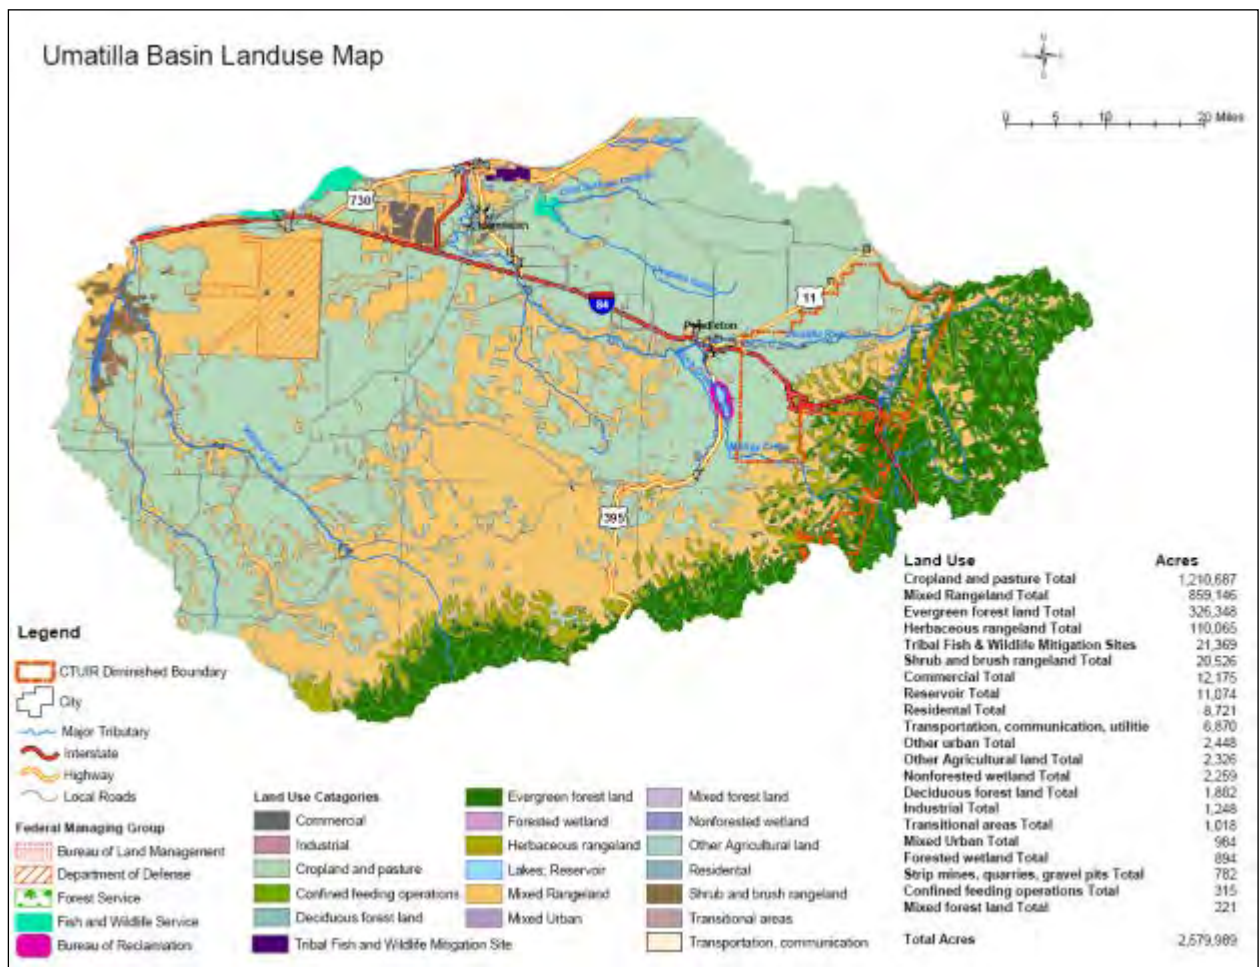 Umatilla Basin Landuse Map
N
S
0 5 10 20 Miles
730
84
11
395
Pendleton
Umatilla River
McKay Creek
Willow Creek
Legend
CTUIR Diminished Boundary
City
Major Tributary
Interstate
Highway
Local Roads
Federal Managing Group
Bureau of Land Management
Department of Defense
Forest Service
Fish and Wildlife Service
Bureau of Reclamation
Land Use Catagories
Commercial
Industrial
Cropland and pasture
Confined feeding operations
Deciduous forest land
Tribal Fish and Wildlife Mitigation Site
Evergreen forest land
Forested wetland
Herbaceous rangeland
Lakes; Reservoir
Mixed Rangeland
Mixed Urban
Mixed forest land
Nonforested wetland
Other Agricultural land
Residential
Shrub and brush rangeland
Transitional areas
Transportation, communication
Land Use Acres
Cropland and pasture Total 1,210,687
Mixed Rangeland Total 859,146
Evergreen forest land Total 326,348
Herbaceous rangeland Total 110,065
Tribal Fish & Wildlife Mitigation Sites 21,369
Shrub and brush rangeland Total 20,526
Commercial Total 12,175
Reservoir Total 11,074
Residental Total 8,721
Transportation, communication, utilitie 6,870
Other urban Total 2,448
Other Agricultural land Total 2,326
Nonforested wetland Total 2,259
Deciduous forest land Total 1,882
Industrial Total 1,248
Transitional areas Total 1,018
Mixed Urban Total 964
Forested wetland Total 894
Strip mines, quarries, gravel pits Total 782
Confined feeding operations Total 315
Mixed forest land Total 221
Total Acres 2,579,989